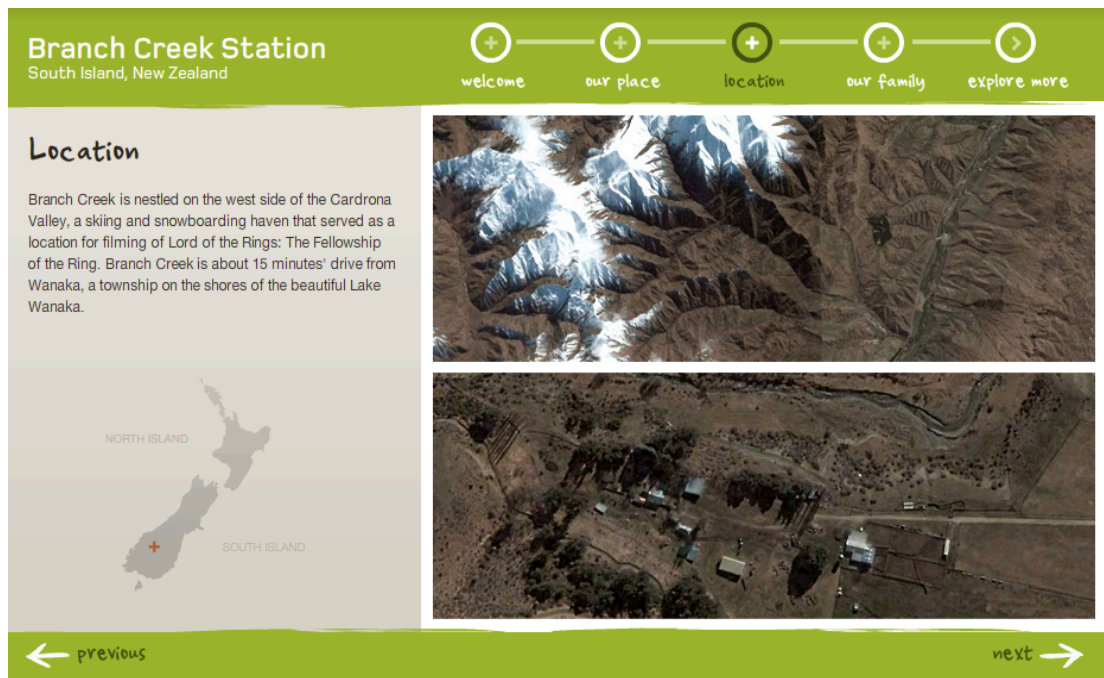 Branch Creek Station
South Island, New Zealand
welcome
our place
location
our family
explore more
Location
Branch Creek is nestled on the west side of the Cardrona
Valley, a skiing and snowboarding haven that served as a
location for filming of Lord of the Rings: The Fellowship
of the Ring. Branch Creek is about 15 minutes' drive from
Wanaka, a township on the shores of the beautiful Lake
Wanaka.
NORTH ISLAND
SOUTH ISLAND
previous
next